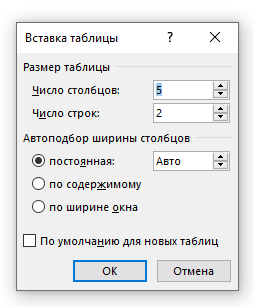 Вставка таблицы ?
Размер таблицы
Число столбцов: 5
Число строк: 2
Автоподбор ширины столбцов
постоянная: Авто
по содержимому
по ширине окна
По умолчанию для новых таблиц
ОК Отмена